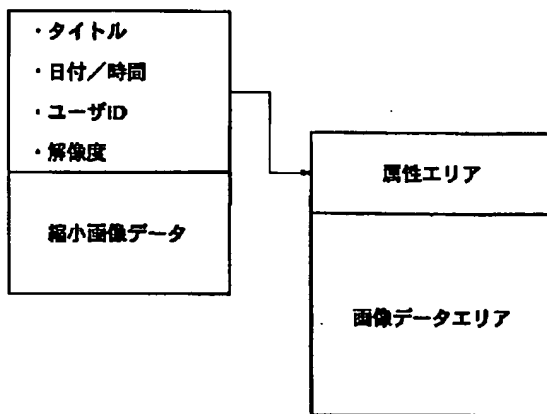 ・タイトル
・日付／時間
・ユーザID
・解像度
縮小画像データ
属性エリア
画像データエリア